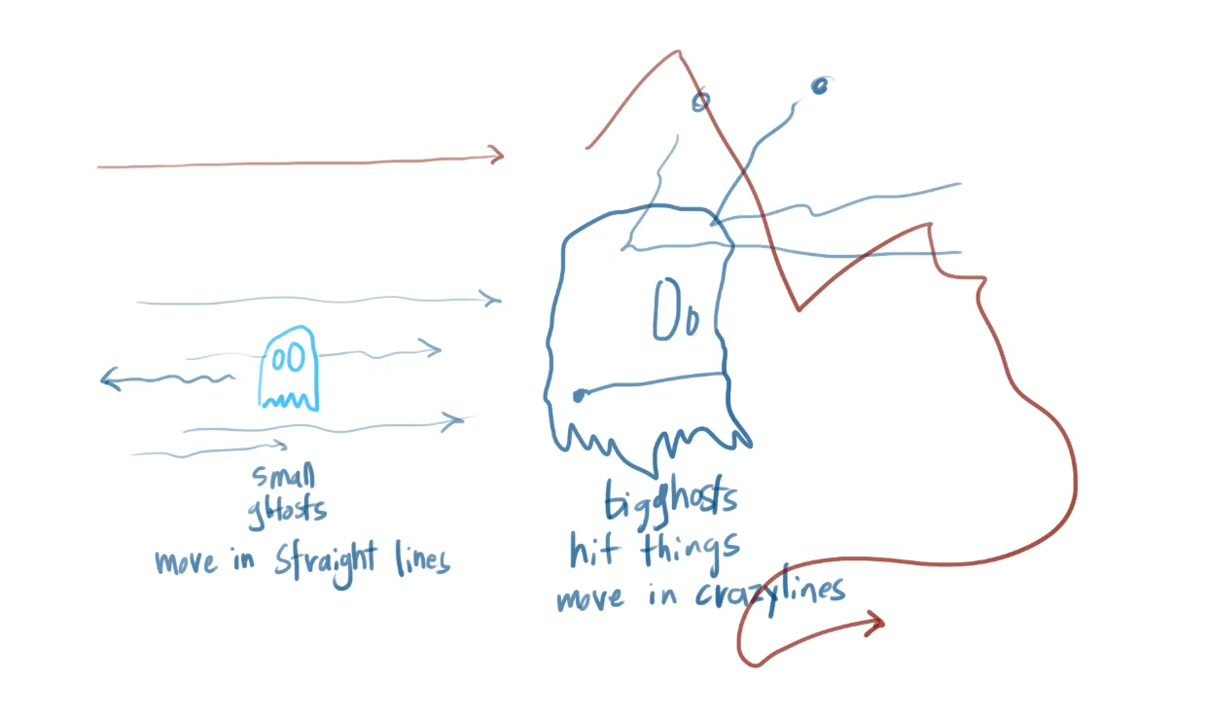 small
ghosts
move in straight lines
bigghosts
hit things
move in crazylines